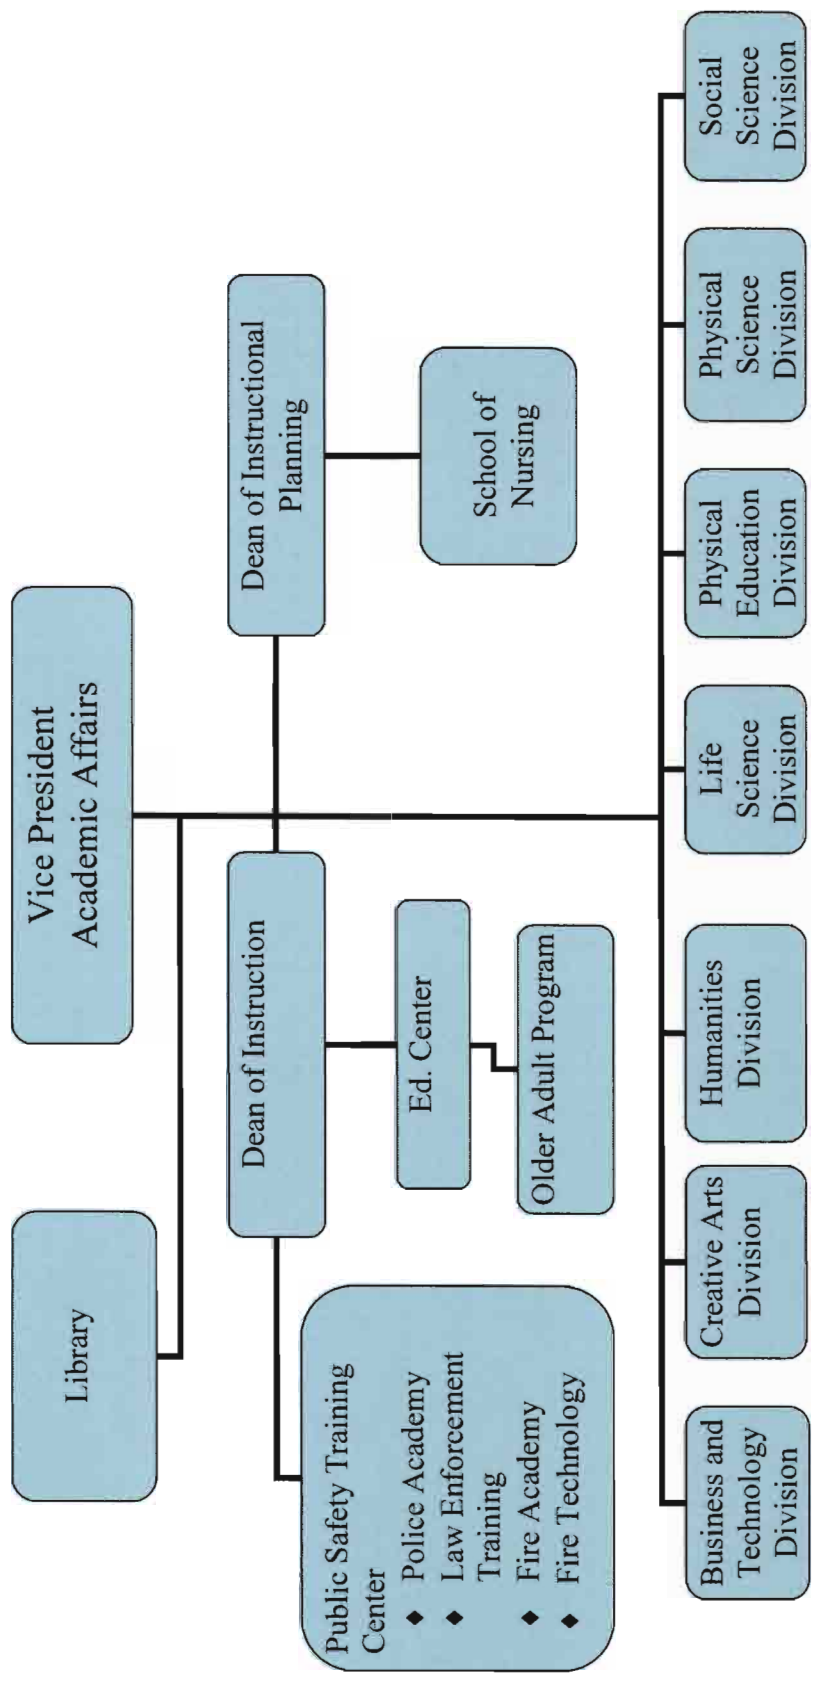 Library
Vice President
Academic Affairs
Dean of Instruction
Dean of Instructional
Planning
Public Safety Training
Center
♦ Police Academy
♦ Law Enforcement
Training
♦ Fire Academy
♦ Fire Technology
Ed. Center
Older Adult Program
School of
Nursing
Business and
Technology
Division
Creative Arts
Division
Humanities
Division
Life
Science
Division
Physical
Education
Division
Physical
Science
Division
Social
Science
Division